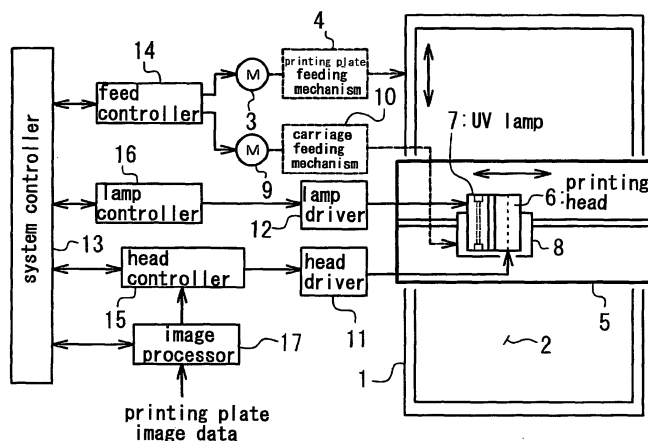 system controller
13
14
feed
controller
M
3
4
printing plate
feeding
mechanism
M
9
10
carriage
feeding
mechanism
16
lamp
controller
12
lamp
driver
head
controller
15
head
driver
11
image
processor
17
printing plate
image data
7:UV lamp
6:printing
head
8
5
2
1